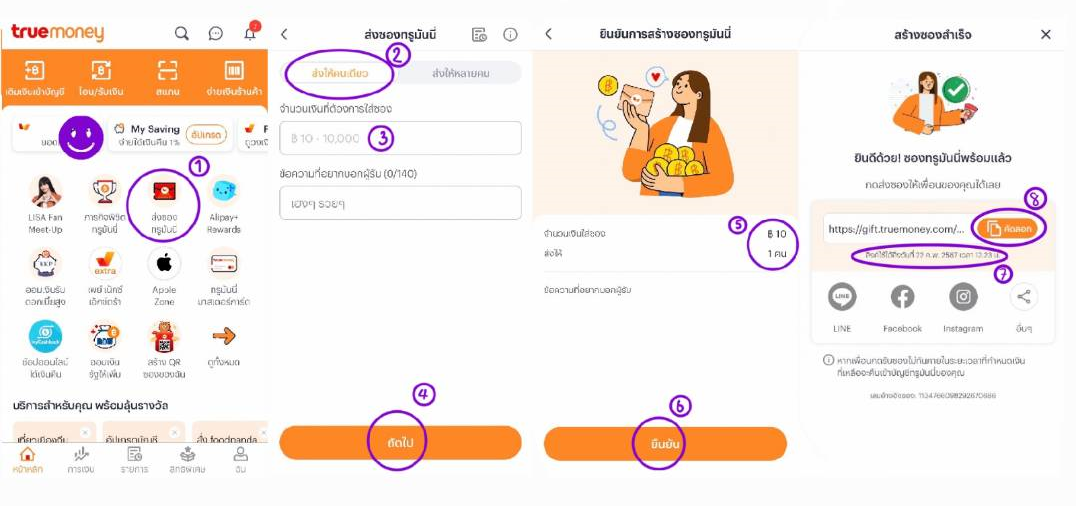 truemoney
2
เติมเงินเข้าบัญชี
โอน/รับเงิน
สแกน
จ่ายเงินร้านค้า
My Saving
จ่ายได้เงินคืน 1%
อัปเกรด
1
LISA Fan
Meet-Up
ภารกิจพิชิต
ทรูมันนี่
ส่งซอง
ทรูมันนี่
Alipay+
Rewards
KKP
ออมเงินรับ
ดอกเบี้ยสูง
extra
เพย์เน็กซ์
เอ็กซ์ตร้า
Apple
Zone
ทรูมันนี่
มาสเตอร์การ์ด
myCashback
ช้อปออนไลน์
ได้เงินคืน
ออมเงิน
รัฐให้เพิ่ม
สร้าง QR
ซองของฉัน
ดูทั้งหมด
บริการสำหรับคุณ พร้อมลุ้นรางวัล
เที่ยวเมืองจีน
อัปเกรดบัญชี
สั่ง foodpanda
หน้าหลัก
การเงิน
รายการ
สิทธิพิเศษ
ฉัน
ส่งซองทรูมันนี่
2
ส่งให้คนเดียว
ส่งให้หลายคน
จำนวนเงินที่ต้องการใส่ซอง
฿ 10 - 10,000
3
ข้อความที่อยากบอกผู้รับ (0/140)
เฮงๆ รวยๆ
4
ถัดไป
ยืนยันการสร้างซองทรูมันนี่
5
จำนวนเงินใส่ซอง
฿ 10
ส่งให้
1 คน
ข้อความที่อยากบอกผู้รับ
6
ยืนยัน
สร้างซองสำเร็จ
ยินดีด้วย! ซองทรูมันนี่พร้อมแล้ว
กดส่งซองให้เพื่อนของคุณได้เลย
8
https://gift.truemoney.com/...
คัดลอก
ลิงก์ใช้ได้ถึงวันที่ 22 ก.พ. 2567 เวลา 13.23 น.
7
LINE
LINE
Facebook
Instagram
อื่นๆ
หากเพื่อนกดรับซองไม่ทันภายในระยะเวลาที่กำหนดเงิน
ที่เหลือจะคืนเข้าบัญชีทรูมันนี่ของคุณ